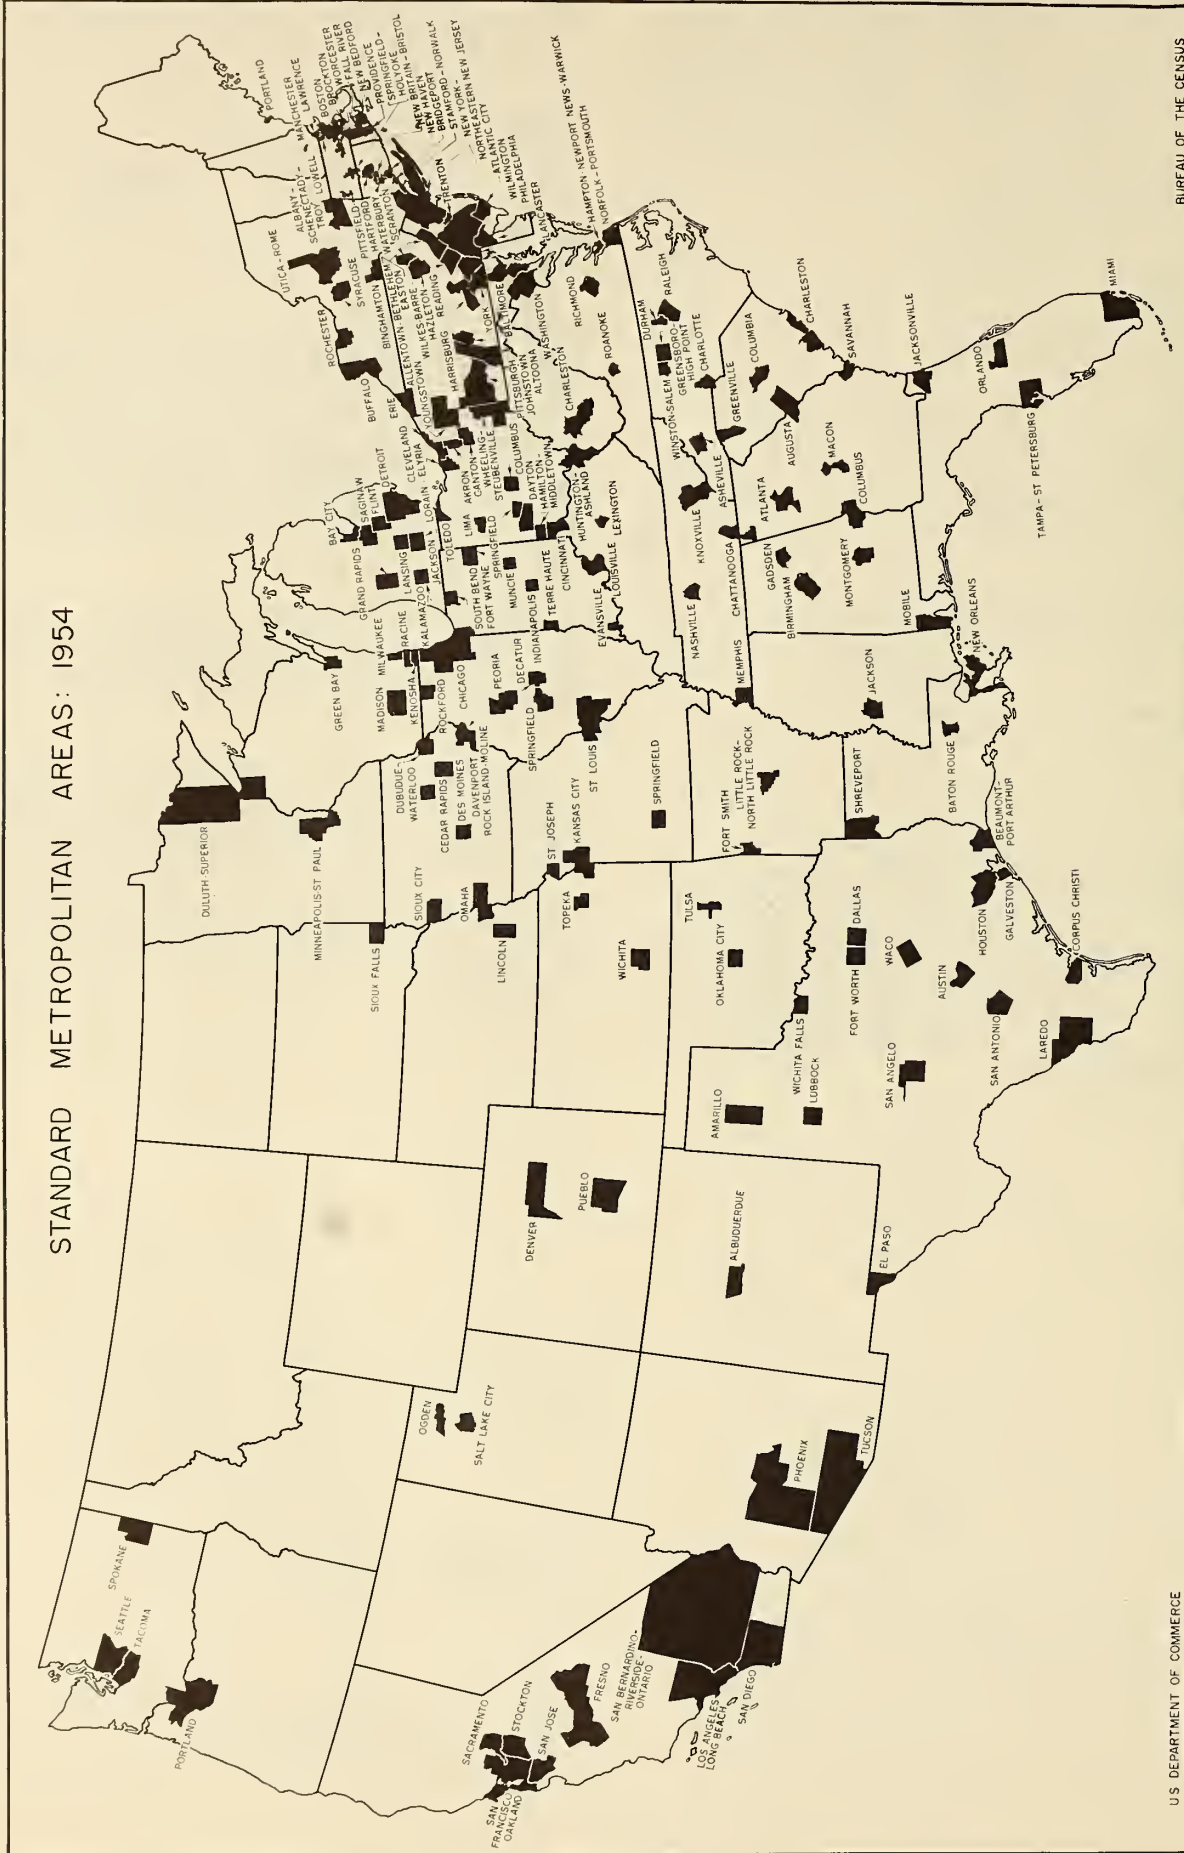 STANDARD METROPOLITAN AREAS: 1954
SEATTLE
TACOMA
SPOKANE
PORTLAND
SACRAMENTO
STOCKTON
SAN
FRANCISCO
OAKLAND
SAN JOSE
FRESNO
SAN BERNARDINO-
RIVERSIDE-
ONTARIO
LOS ANGELES
LONG BEACH
SAN DIEGO
OGDEN
SALT LAKE CITY
PHOENIX
TUCSON
DENVER
PUEBLO
ALBUDUERDUE
EL PASO
AMARILLO
LUBBOCK
WICHITA FALLS
FORT WORTH
DALLAS
WACO
SAN ANGELO
AUSTIN
SAN ANTONIO
LAREDO
CORPUS CHRISTI
HOUSTON
GALVESTON
BEAUMONT-
PORT ARTHUR
DULUTH-SUPERIOR
MINNEAPOLIS-ST PAUL
SIOUX FALLS
SIOUX CITY
OMAHA
LINCOLN
TOPEKA
WICHITA
TULSA
OKLAHOMA CITY
ST JOSEPH
KANSAS CITY
SPRINGFIELD
ST LOUIS
FORT SMITH
LITTLE ROCK-
NORTH LITTLE ROCK
SHREVEPORT
BATON ROUGE
NEW ORLEANS
JACKSON
DUBUDUE-
WATERLOO
CEDAR RAPIDS
DES MOINES
DAVENPORT
ROCK ISLAND-MOLINE
GREEN BAY
MADISON
MILWAUKEE
RACINE
KENOSHA
ROCKFORD
CHICAGO
PEORIA
DECATUR
SPRINGFIELD
INDIANAPOLIS
TERRE HAUTE
EVANSVILLE
LOUISVILLE
LEXINGTON
MUNCIE
SOUTH BEND
FORT WAYNE
GRAND RAPIDS
BAY CITY
SAGINAW
FLINT
DETROIT
LANSING
KALAMAZOO
JACKSON
TOLEDO
LORAIN-ELYRIA
CLEVELAND
LIMA
AKRON
CANTON
WHEELING-
STEUBENVILLE
SPRINGFIELD
COLUMBUS
DAYTON
HAMILTON-
MIDDLETOWN
CINCINNATI
HUNTINGTON-
ASHLAND
CHARLESTON
PITTSBURGH
JOHNSTOWN
ALTOONA
YOUNGSTOWN
ERIE
BUFFALO
ROCHESTER
SYRACUSE
UTICA-ROME
BINGHAMTON
ALBANY-
SCHENECTADY-
TROY
LOWELL
PITTSFIELD
HARTFORD
WATERBURY
SCRANTON
ALLENTOWN-BETHLEHEM
EASTON
WILKES-BARRE
HAZLETON
READING
HARRISBURG
YORK
BALTIMORE
WASHINGTON
RICHMOND
ROANOKE
PORTLAND
MANCHESTER
LAWRENCE
BOSTON
BROCKTON
WORCESTER
FALL RIVER
NEW BEDFORD
PROVIDENCE
SPRINGFIELD-
HOLYOKE
NEW BRITAIN-BRISTOL
NEW HAVEN
BRIDGEPORT
STAMFORD-NORWALK
NEW YORK-
NORTHEASTERN NEW JERSEY
TRENTON
ATLANTIC CITY
WILMINGTON
PHILADELPHIA
LANCASTER
HAMPTON-NEWPORT NEWS-WARWICK
NORFOLK-PORTSMOUTH
DURHAM
RALEIGH
WINSTON-SALEM
GREENSBORO-
HIGH POINT
CHARLOTTE
ASHEVILLE
GREENVILLE
COLUMBIA
CHARLESTON
SAVANNAH
AUGUSTA
MACON
ATLANTA
COLUMBUS
KNOXVILLE
CHATTANOOGA
NASHVILLE
MEMPHIS
GADSDEN
BIRMINGHAM
MONTGOMERY
MOBILE
JACKSONVILLE
ORLANDO
TAMPA-ST PETERSBURG
MIAMI
US DEPARTMENT OF COMMERCE
BUREAU OF THE CENSUS